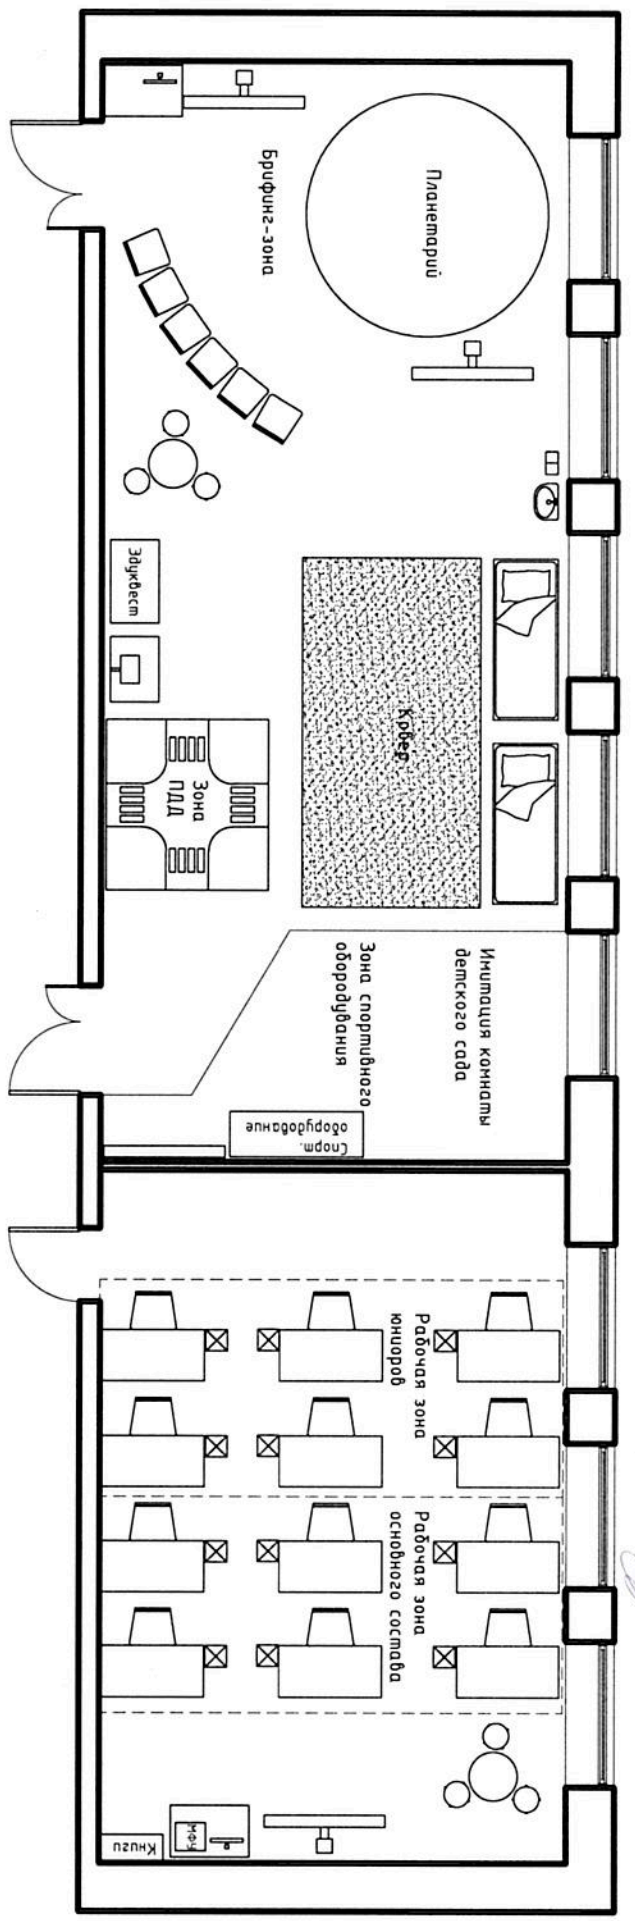 Планетарий
Брифинг-зона
Эдуквест
Ковер
Зона
ПДД
Имитация комнаты
детского сада
Зона спортивного
оборудования
Спорт.
оборудование
Рабочая зона
юниоров
Рабочая зона
основного состава
МФУ
Книги